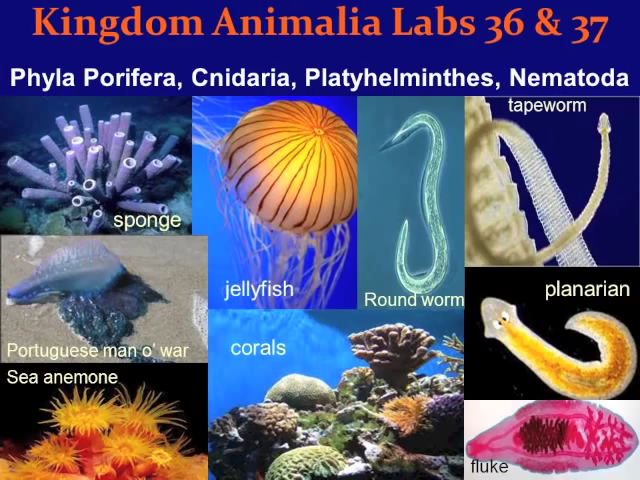 Kingdom Animalia Labs 36 & 37
Phyla Porifera, Cnidaria, Platyhelminthes, Nematoda
tapeworm
sponge
jellyfish
Round worm
planarian
Portuguese man o' war
corals
Sea anemone
fluke